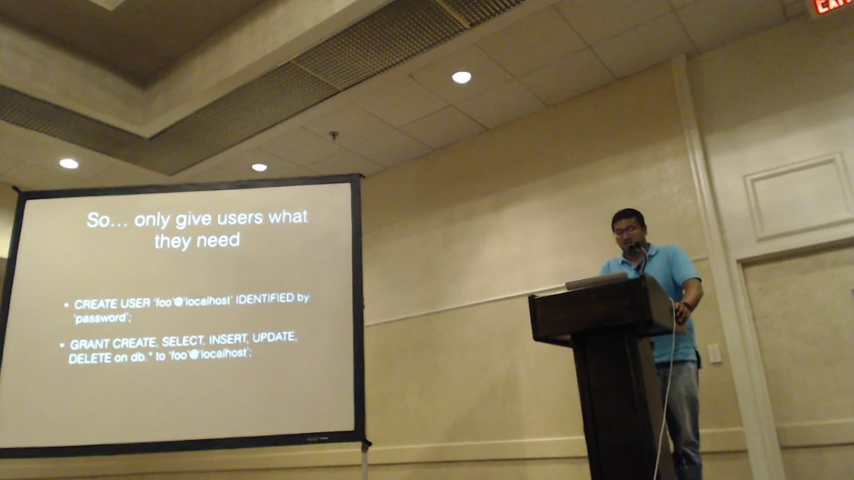 EXIT
So... only give users what
they need
• CREATE USER 'foo'@'localhost' IDENTIFIED by
'password';
• GRANT CREATE, SELECT, INSERT, UPDATE,
DELETE on db.* to 'foo'@'localhost';